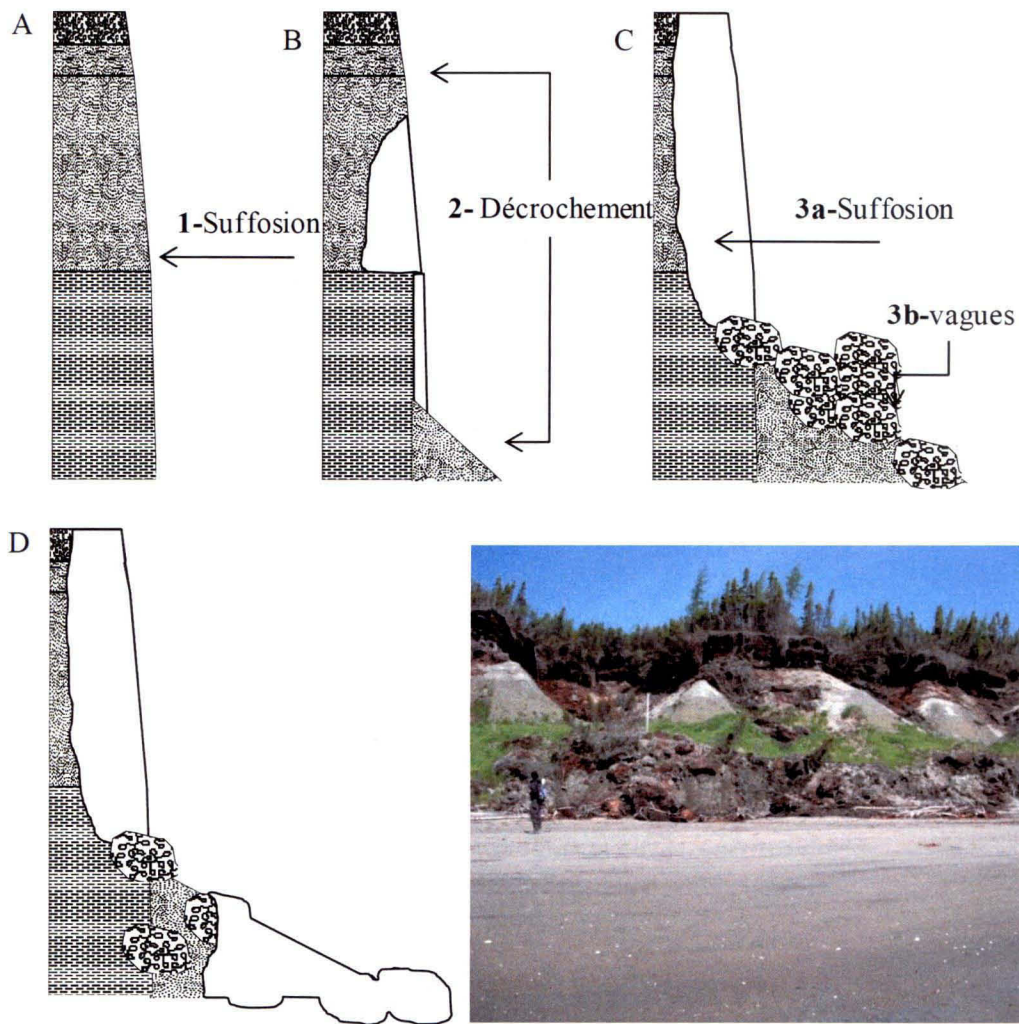 A
B
C
1-Suffosion
2- Décrochement
3a-Suffosion
3b-vagues
D